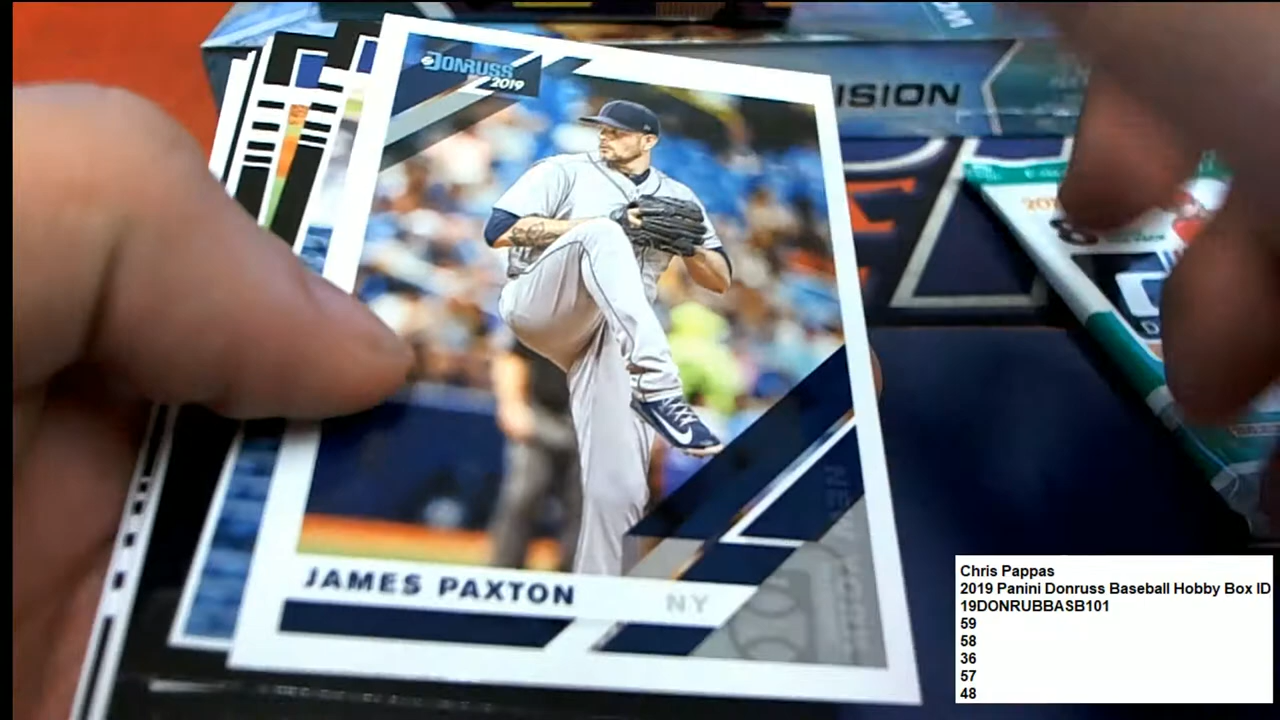 DONRUSS
2019
ISION
JAMES PAXTON
NY
Chris Pappas
2019 Panini Donruss Baseball Hobby Box ID
19DONRUBBASB101
59
58
36
57
48